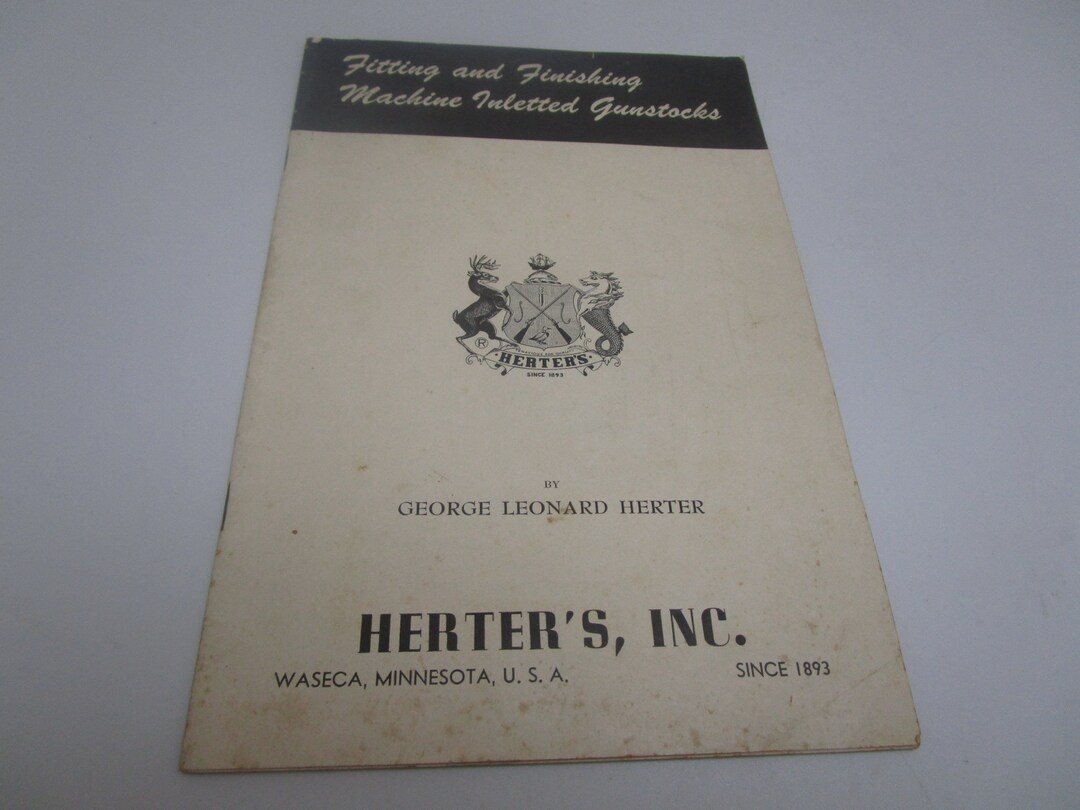 Fitting and Finishing
Machine Inletted Gunstocks
®
HERTER'S
SINCE 1893
BY
GEORGE LEONARD HERTER
HERTER'S, INC.
WASECA, MINNESOTA, U. S. A.
SINCE 1893